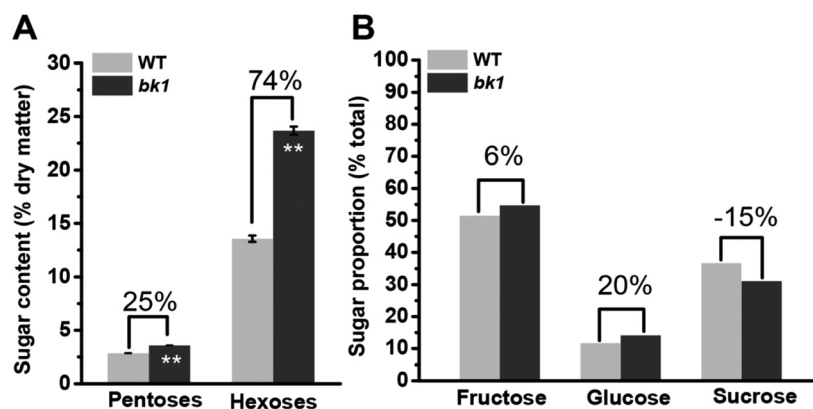 A
WT
bk1
Sugar content (% dry matter)
30
25
20
15
10
5
0
25%
74%
**
**
Pentoses
Hexoses
B
WT
bk1
Sugar proportion (% total)
100
90
80
70
60
50
40
30
20
10
0
6%
20%
-15%
Fructose
Glucose
Sucrose